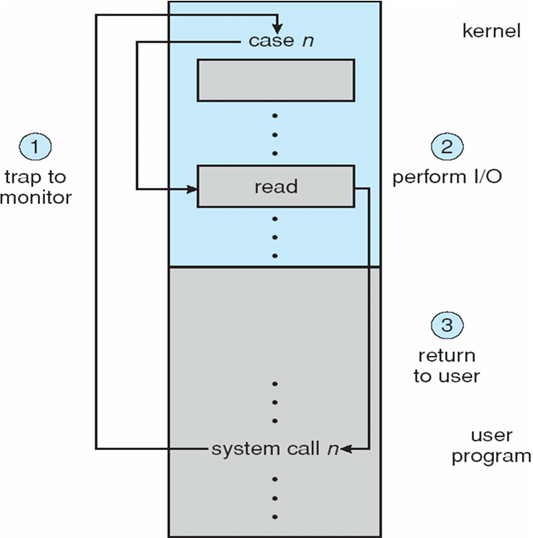 case n
kernel
1
trap to
monitor
2
perform I/O
read
3
return
to user
system call n
user
program